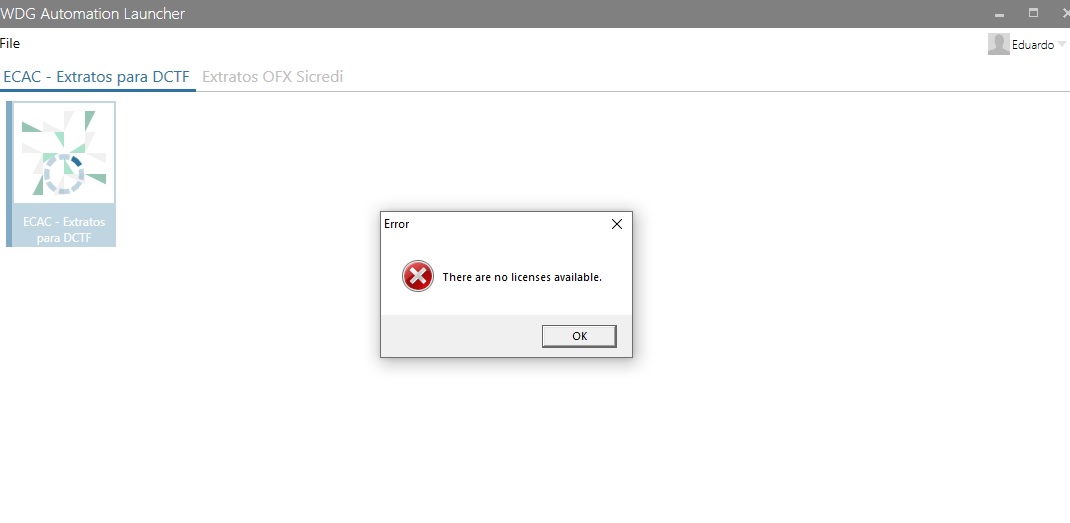 WDG Automation Launcher
File
Eduardo
ECAC - Extratos para DCTF
Extratos OFX Sicredi
ECAC - Extratos
para DCTF
Error
There are no licenses available.
OK